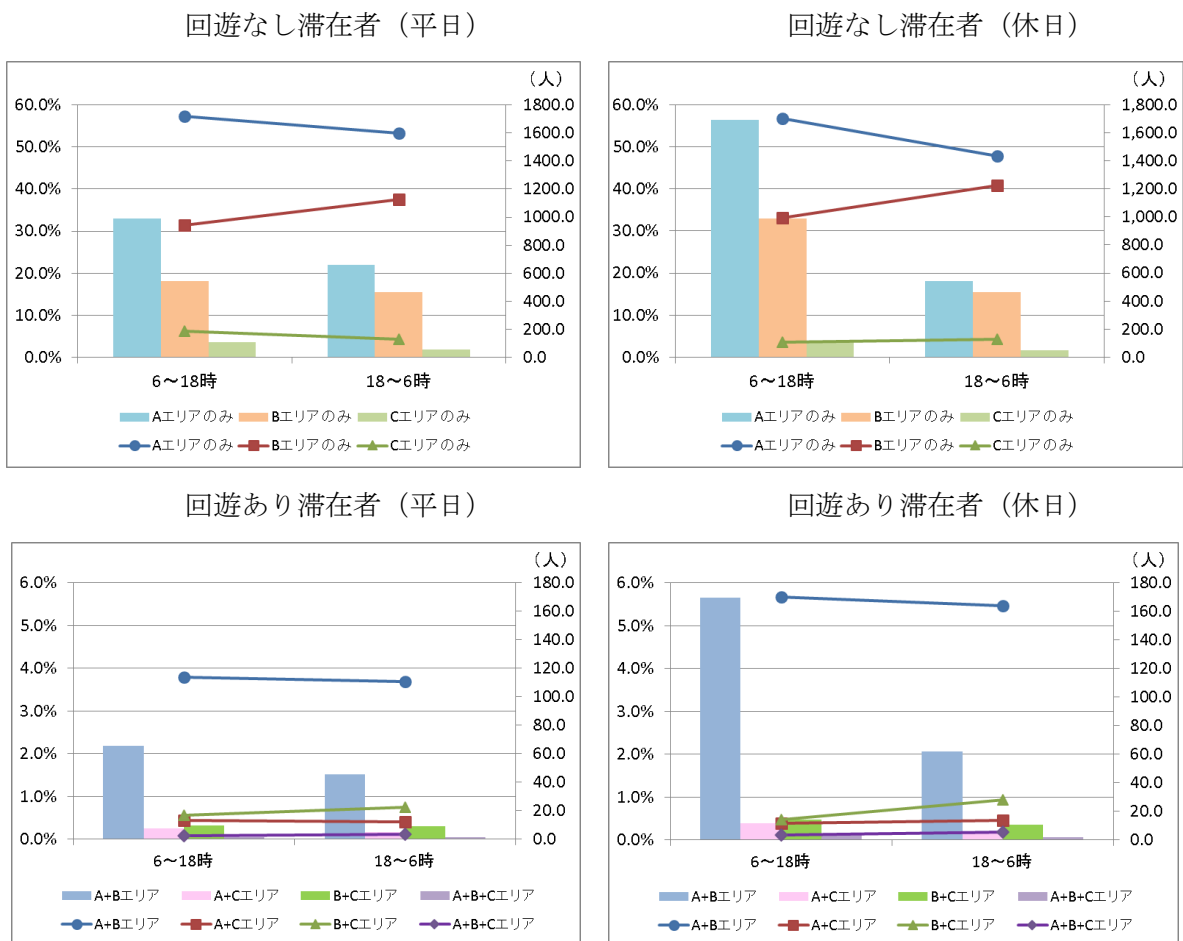 回遊なし滞在者（平日）
（人）
60.0%
50.0%
40.0%
30.0%
20.0%
10.0%
0.0%
1800.0
1600.0
1400.0
1200.0
1000.0
800.0
600.0
400.0
200.0
0.0
6～18時
18～6時
Aエリアのみ Bエリアのみ Cエリアのみ
Aエリアのみ Bエリアのみ Cエリアのみ
回遊なし滞在者（休日）
（人）
60.0%
50.0%
40.0%
30.0%
20.0%
10.0%
0.0%
1,800.0
1,600.0
1,400.0
1,200.0
1,000.0
800.0
600.0
400.0
200.0
0.0
6～18時
18～6時
Aエリアのみ Bエリアのみ Cエリアのみ
Aエリアのみ Bエリアのみ Cエリアのみ
回遊あり滞在者（平日）
（人）
6.0%
5.0%
4.0%
3.0%
2.0%
1.0%
0.0%
180.0
160.0
140.0
120.0
100.0
80.0
60.0
40.0
20.0
0.0
6～18時
18～6時
A+Bエリア A+Cエリア B+Cエリア A+B+Cエリア
A+Bエリア A+Cエリア B+Cエリア A+B+Cエリア
回遊あり滞在者（休日）
（人）
6.0%
5.0%
4.0%
3.0%
2.0%
1.0%
0.0%
180.0
160.0
140.0
120.0
100.0
80.0
60.0
40.0
20.0
0.0
6～18時
18～6時
A+Bエリア A+Cエリア B+Cエリア A+B+Cエリア
A+Bエリア A+Cエリア B+Cエリア A+B+Cエリア